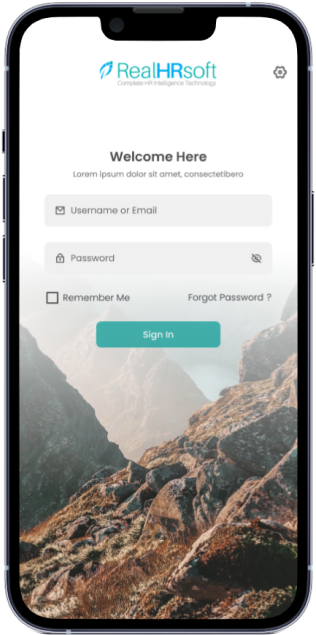 RealHRsoft
Complete HR Intelligence Technology
Welcome Here
Lorem ipsum dolor sit amet, consectetibero
Username or Email
Password
Remember Me
Forgot Password ?
Sign In